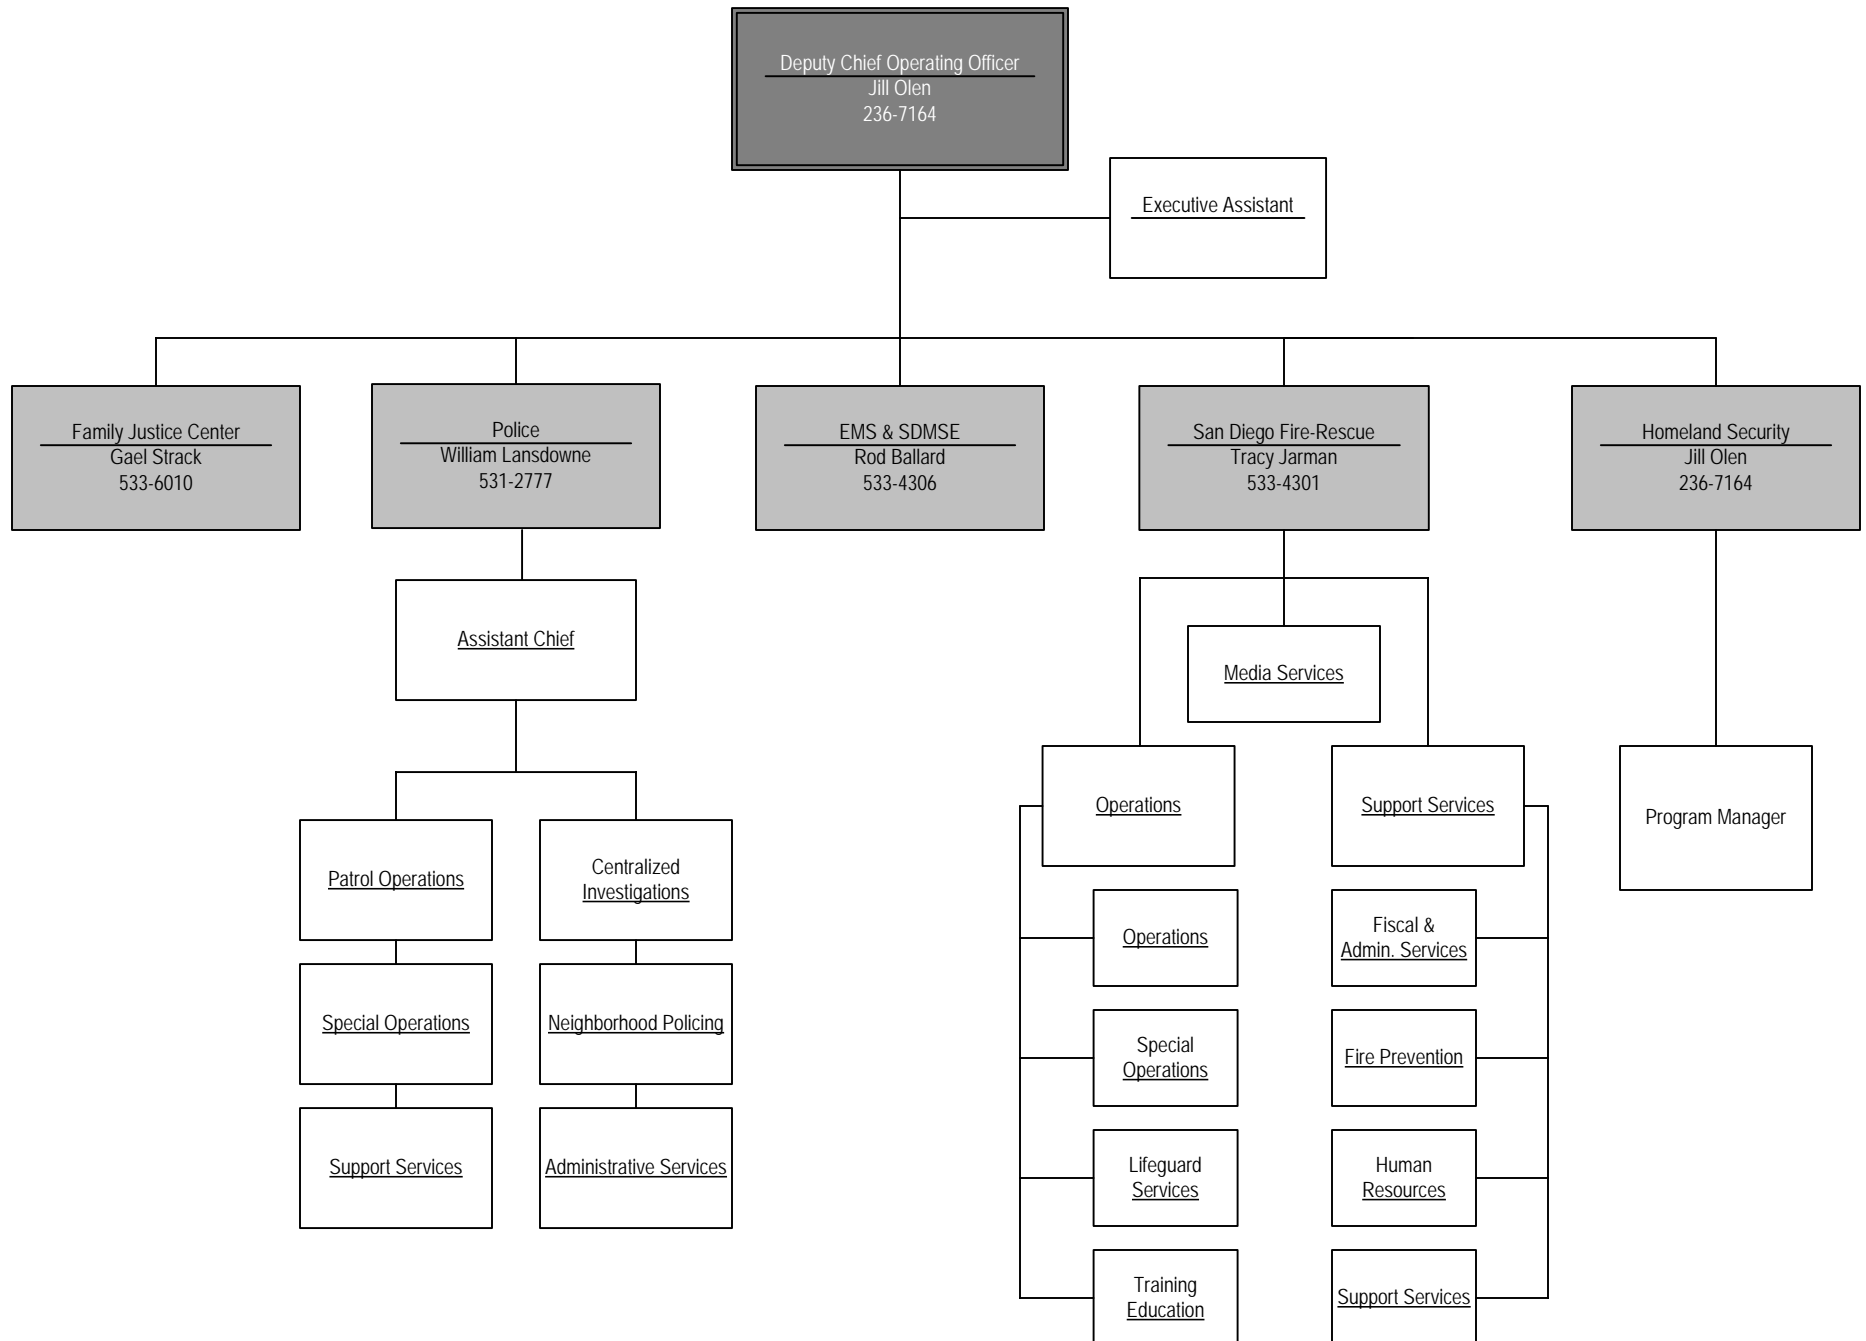 Deputy Chief Operating Officer
Jill Olen
236-7164
Executive Assistant
Family Justice Center
Gael Strack
533-6010
Police
William Lansdowne
531-2777
EMS & SDMSE
Rod Ballard
533-4306
San Diego Fire-Rescue
Tracy Jarman
533-4301
Homeland Security
Jill Olen
236-7164
Assistant Chief
Patrol Operations
Centralized
Investigations
Special Operations
Neighborhood Policing
Support Services
Administrative Services
Media Services
Operations
Support Services
Operations
Fiscal &
Admin. Services
Special
Operations
Fire Prevention
Lifeguard
Services
Human
Resources
Training
Education
Support Services
Program Manager